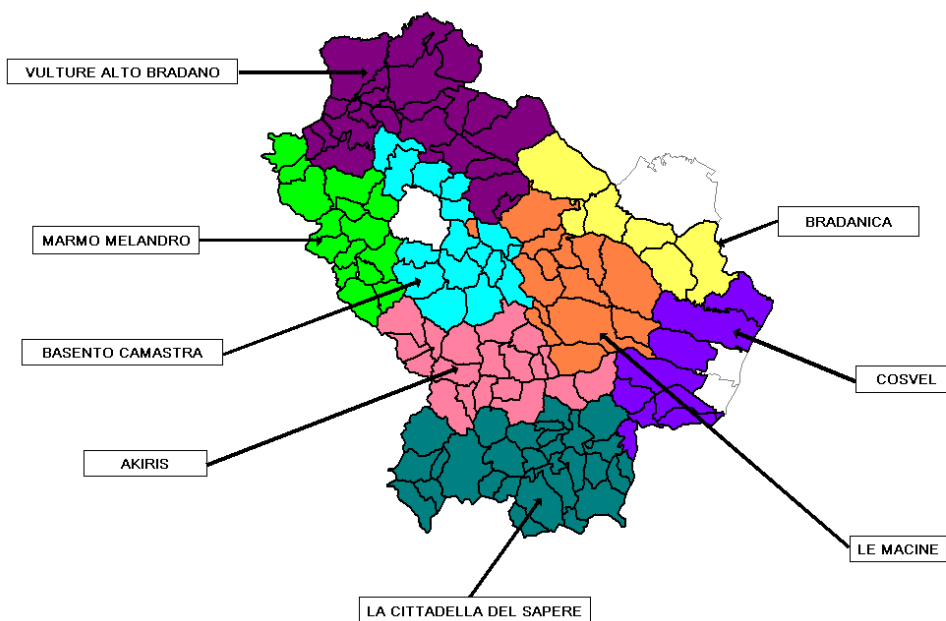 VULTURE ALTO BRADANO
BRADANICA
MARMO MELANDRO
BASENTO CAMASTRA
COSVEL
AKIRIS
LE MACINE
LA CITTADELLA DEL SAPERE